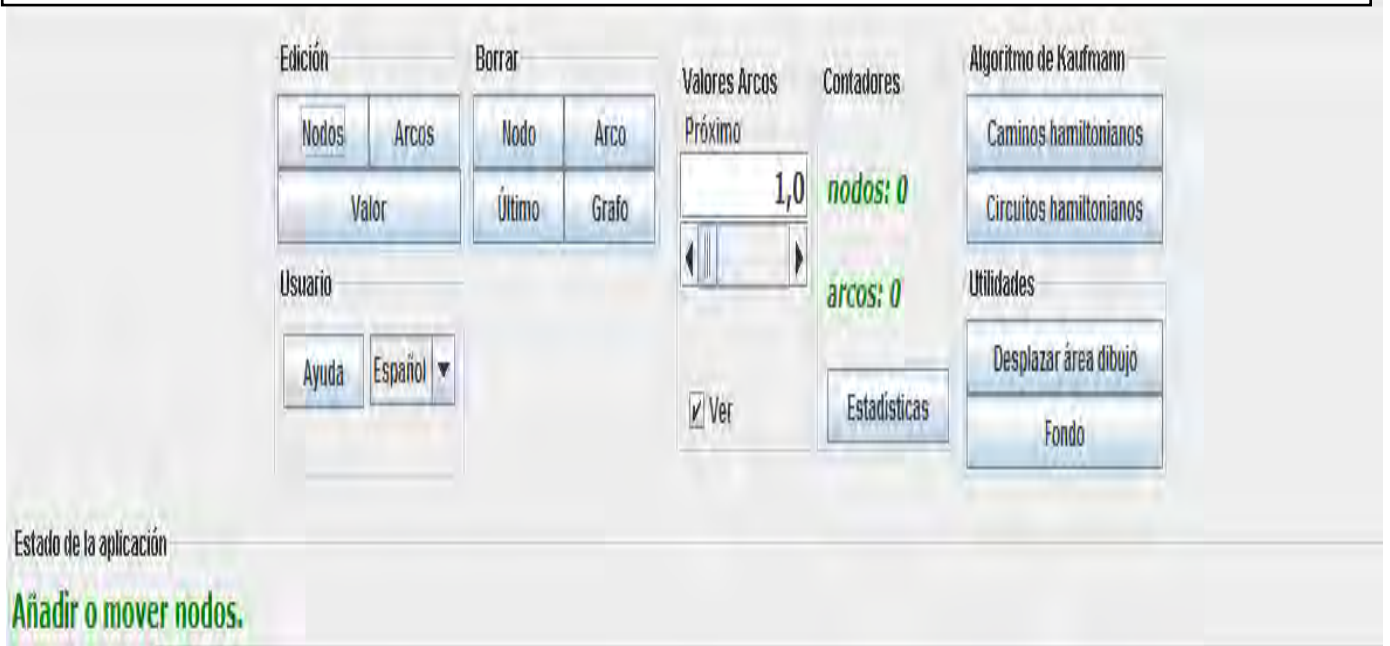 Edición
Nodos Arcos
Valor
Usuario
Ayuda Español
Borrar
Nodo Arco
Último Grafo
Valores Arcos
Próximo
1,0
Ver
Contadores
nodos: 0
arcos: 0
Estadísticas
Algoritmo de Kaufmann
Caminos hamiltonianos
Circuitos hamiltonianos
Utilidades
Desplazar área dibujo
Fondo
Estado de la aplicación
Añadir o mover nodos.